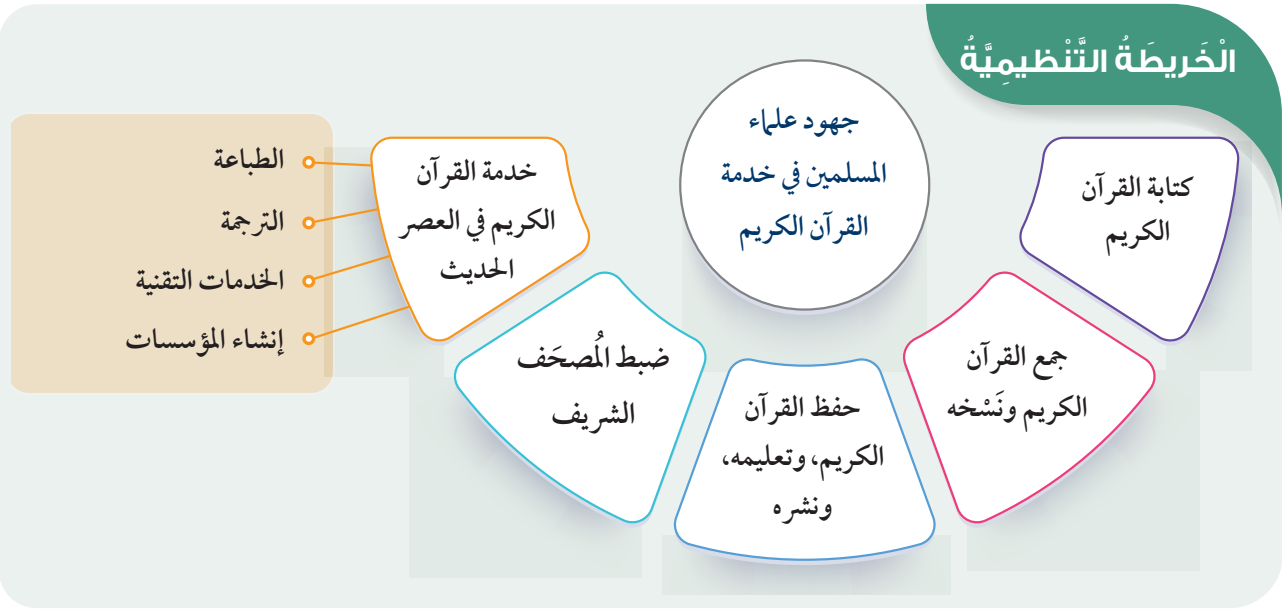 الْخَريطَةُ التَّنْظيمِيَّةُ
جهود علماء
المسلمين في خدمة
القرآن الكريم
كتابة القرآن
الكريم
جمع القرآن
الكريم ونَسْخه
حفظ القرآن
الكريم، وتعليمه،
ونشره
ضبط المُصحَف
الشريف
خدمة القرآن
الكريم في العصر
الحديث
الطباعة
الترجمة
الخدمات التقنية
إنشاء المؤسسات